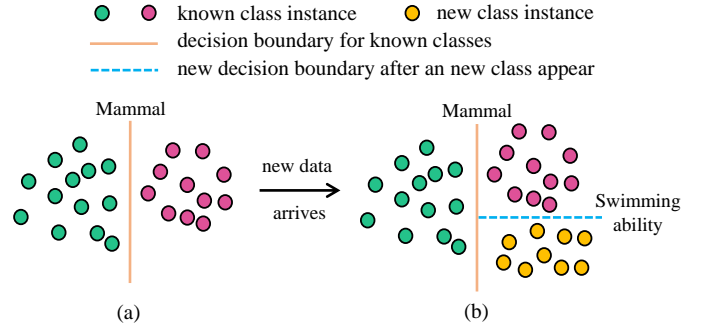 known class instance
new class instance
decision boundary for known classes
new decision boundary after an new class appear
Mammal
new data
arrives
Mammal
Swimming
ability
(a)
(b)